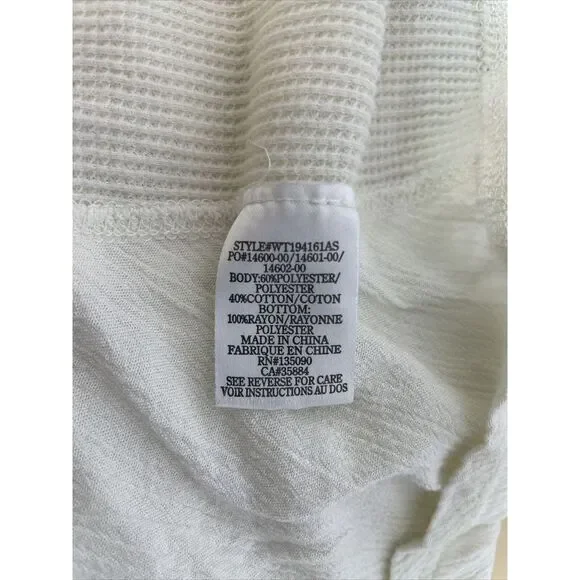 STYLE#WT194161AS
PO#14600-00/14601-00/
14602-00
BODY:60%POLYESTER/
POLYESTER
40%COTTON/COTON
BOTTOM:
100%RAYON/RAYONNE
POLYESTER
MADE IN CHINA
FABRIQUE EN CHINE
RN#135090
CA#35884
SEE REVERSE FOR CARE
VOIR INSTRUCTIONS AU DOS